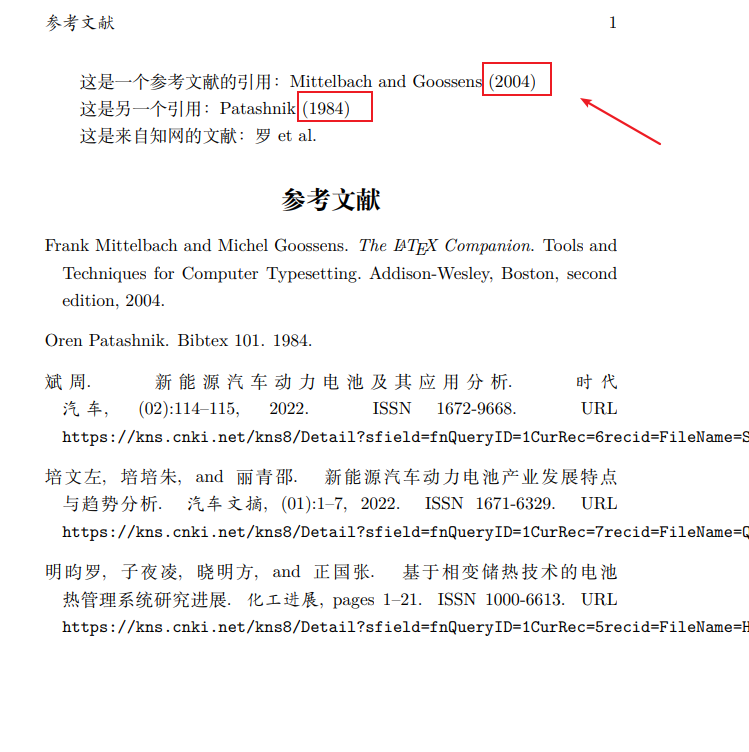 参考文献 1
这是一个参考文献的引用：Mittelbach and Goossens (2004)
这是另一个引用：Patashnik (1984)
这是来自知网的文献：罗 et al.
参考文献
Frank Mittelbach and Michel Goossens. The LATEX Companion. Tools and
Techniques for Computer Typesetting. Addison-Wesley, Boston, second
edition, 2004.
Oren Patashnik. Bibtex 101. 1984.
斌周. 新能源汽车动力电池及其应用分析. 时代
汽车, (02):114–115, 2022. ISSN 1672-9668. URL
https://kns.cnki.net/kns8/Detail?sfield=fnQueryID=1CurRec=6recid=FileName=S
培文左, 培培朱, and 丽青邵. 新能源汽车动力电池产业发展特点
与趋势分析. 汽车文摘, (01):1–7, 2022. ISSN 1671-6329. URL
https://kns.cnki.net/kns8/Detail?sfield=fnQueryID=1CurRec=7recid=FileName=Q
明昀罗, 子夜凌, 晓明方, and 正国张. 基于相变储热技术的电池
热管理系统研究进展. 化工进展, pages 1–21. ISSN 1000-6613. URL
https://kns.cnki.net/kns8/Detail?sfield=fnQueryID=1CurRec=5recid=FileName=H